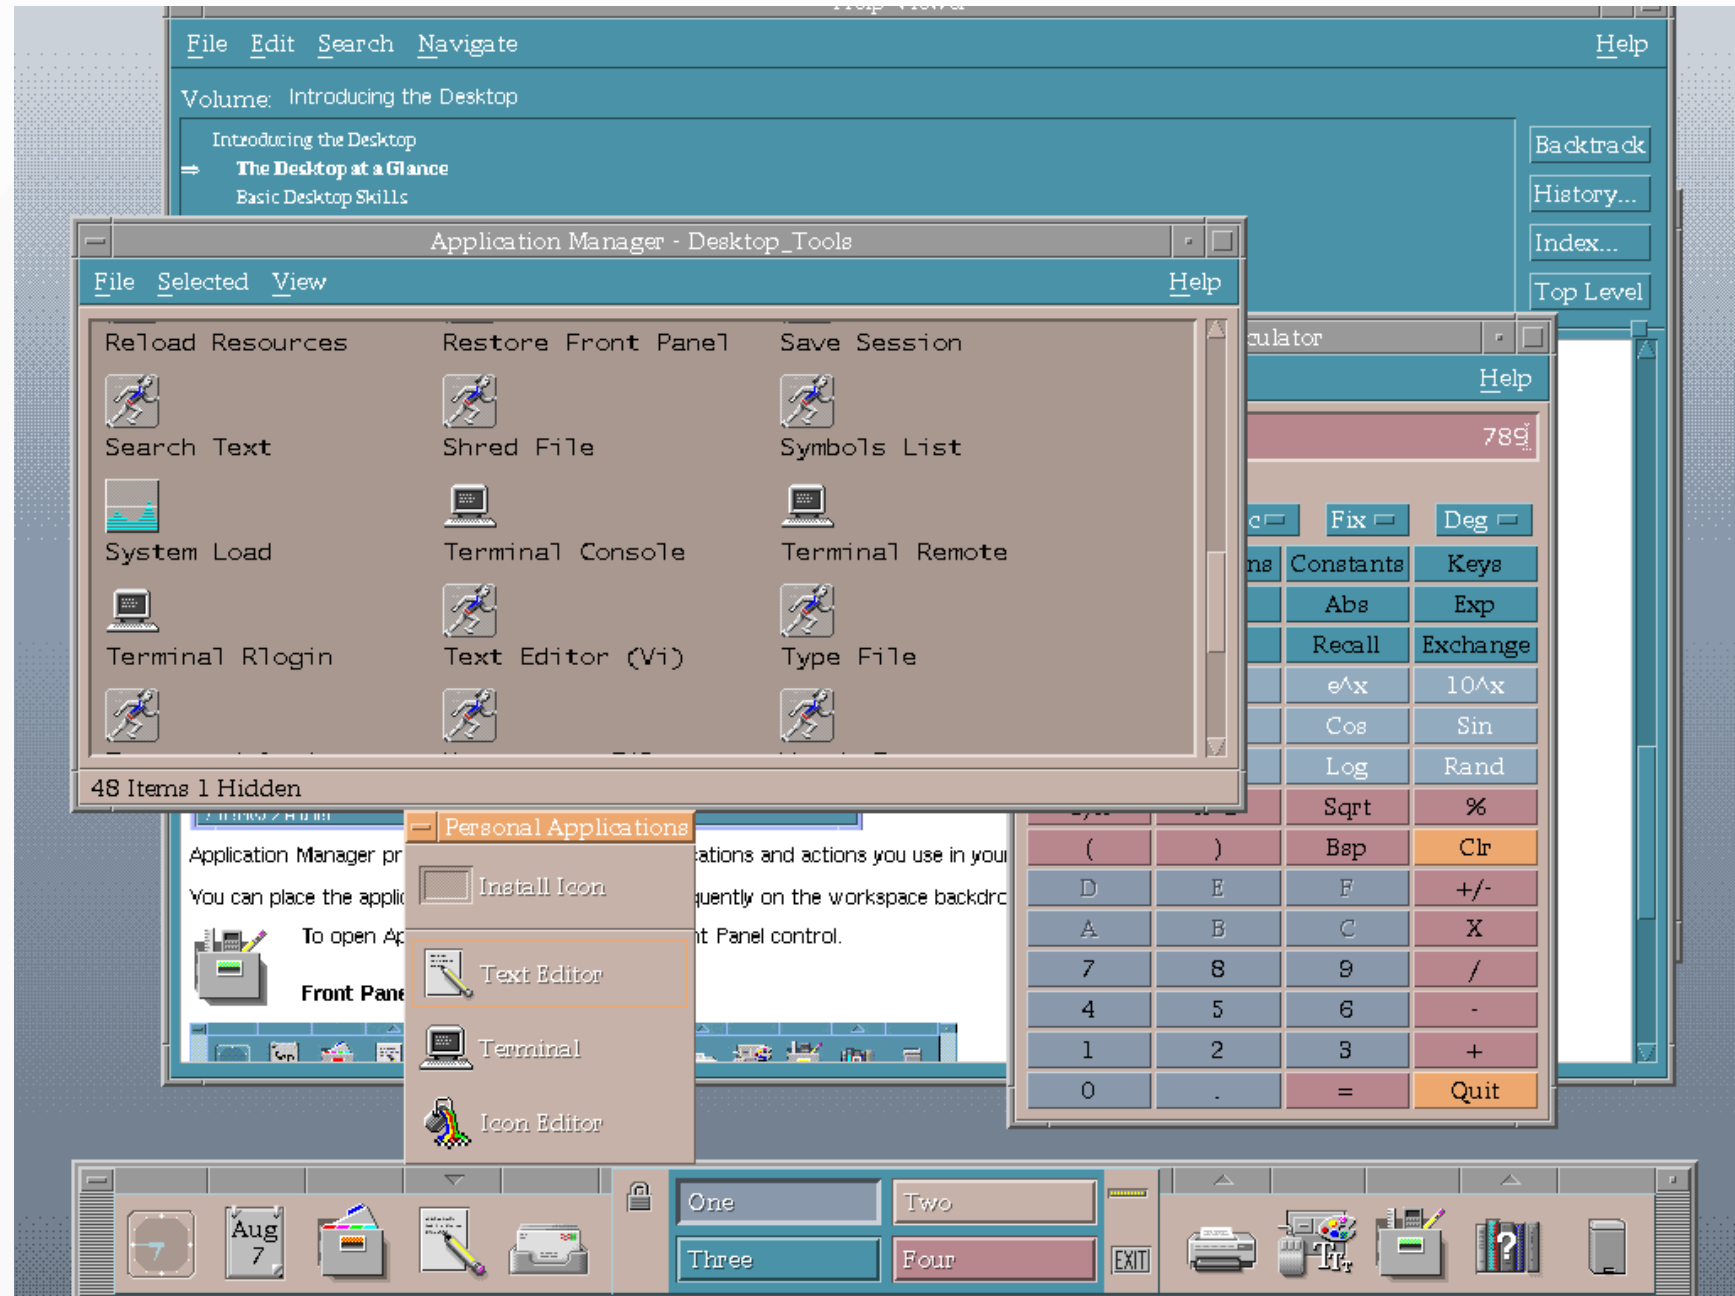 Help Viewer
File Edit Search Navigate Help
Volume: Introducing the Desktop
Introducing the Desktop
⇒ The Desktop at a Glance
Basic Desktop Skills
Backtrack
History...
Index...
Top Level
Application Manager - Desktop_Tools
File Selected View Help
Reload Resources Restore Front Panel Save Session
Search Text Shred File Symbols List
System Load Terminal Console Terminal Remote
Terminal Rlogin Text Editor (Vi) Type File
48 Items 1 Hidden
culator
Help
789
c Fix Deg
ns Constants Keys
Abs Exp
Recall Exchange
e^x 10^x
Cos Sin
Log Rand
Sqrt %
( ) Bsp Clr
D E F +/-
A B C X
7 8 9 /
4 5 6 -
1 2 3 +
0 . = Quit
Application Manager pr
ations and actions you use in your
You can place the applic
quently on the workspace backdro
To open Ap
nt Panel control.
Front Pane
Personal Applications
Install Icon
Text Editor
Terminal
Icon Editor
Aug
7
One Two
Three Four
EXIT
?